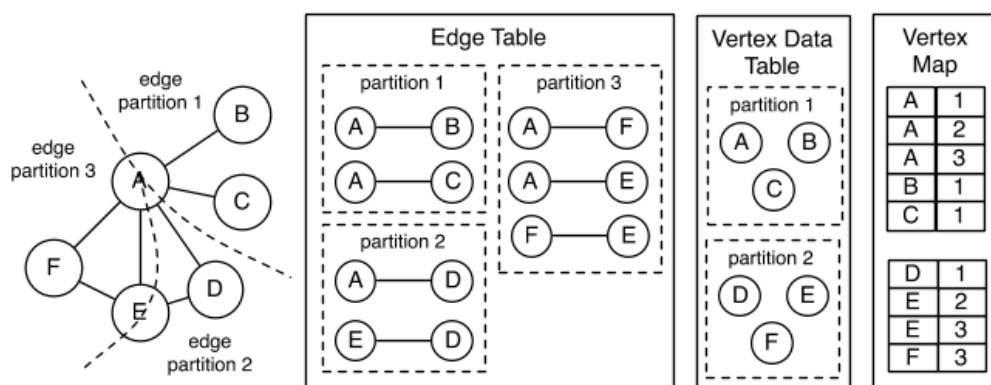 edge
partition 1
B
edge
partition 3
A
C
F
D
E
edge
partition 2
Edge Table
partition 1
A B
A C
partition 2
A D
E D
partition 3
A F
A E
F E
Vertex Data
Table
partition 1
A B
C
partition 2
D E
F
Vertex
Map
A 1
A 2
A 3
B 1
C 1
D 1
E 2
E 3
F 3